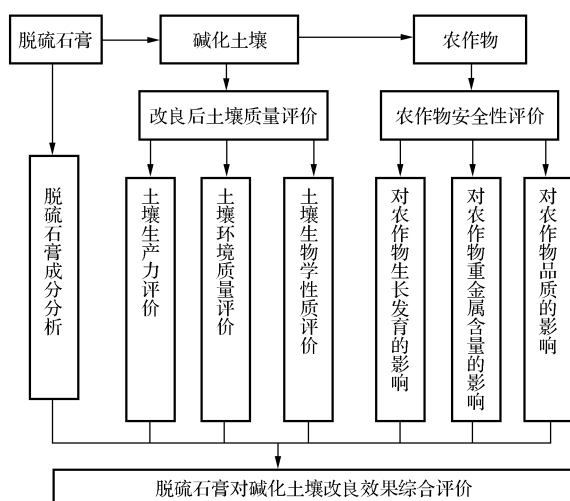 脱硫石膏
碱化土壤
农作物
改良后土壤质量评价
农作物安全性评价
脱硫石膏成分分析
土壤生产力评价
土壤环境质量评价
土壤生物学性质评价
对农作物生长发育的影响
对农作物重金属含量的影响
对农作物品质的影响
脱硫石膏对碱化土壤改良效果综合评价